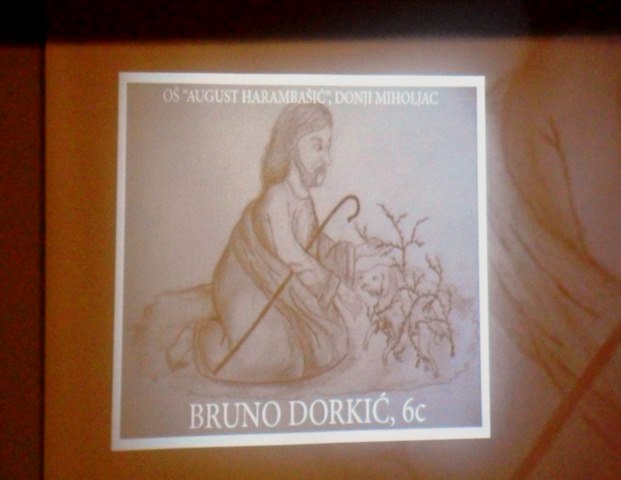 OŠ "AUGUST HARAMBAŠIĆ", DONJI MIHOLJAC
BRUNO DORKIĆ, 6c